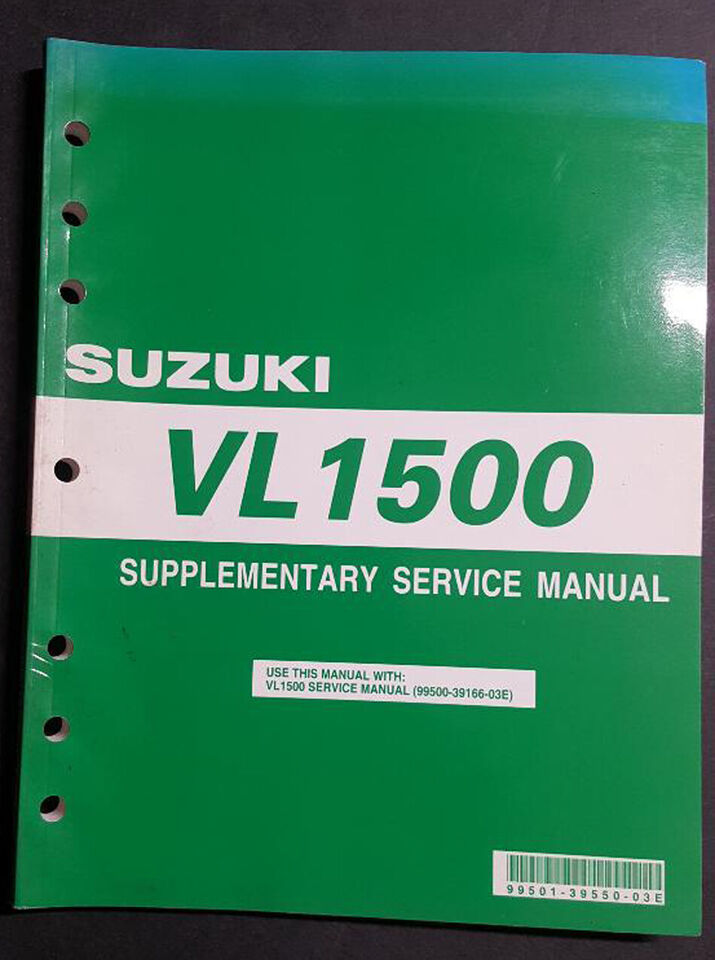 SUZUKI
VL1500
SUPPLEMENTARY SERVICE MANUAL
USE THIS MANUAL WITH:
VL1500 SERVICE MANUAL (99500-39166-03E)
99501-39550-03E